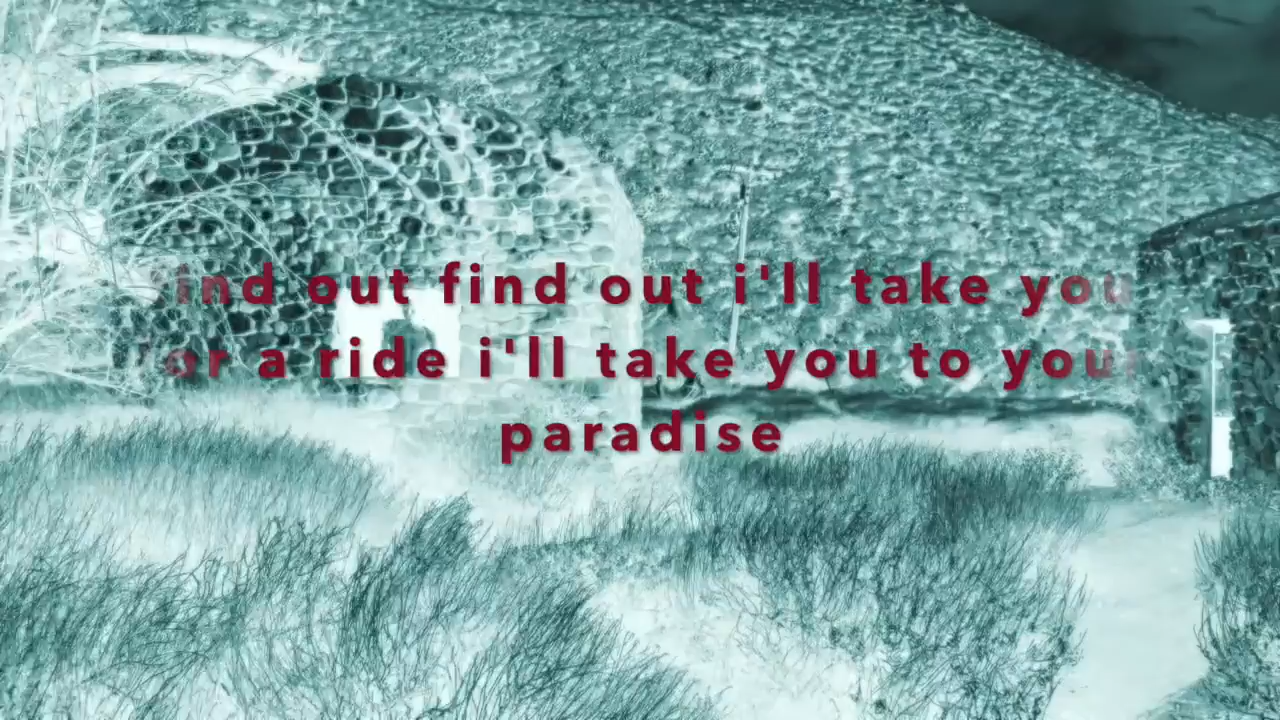 find out find out i'll take you
for a ride i'll take you to your
paradise